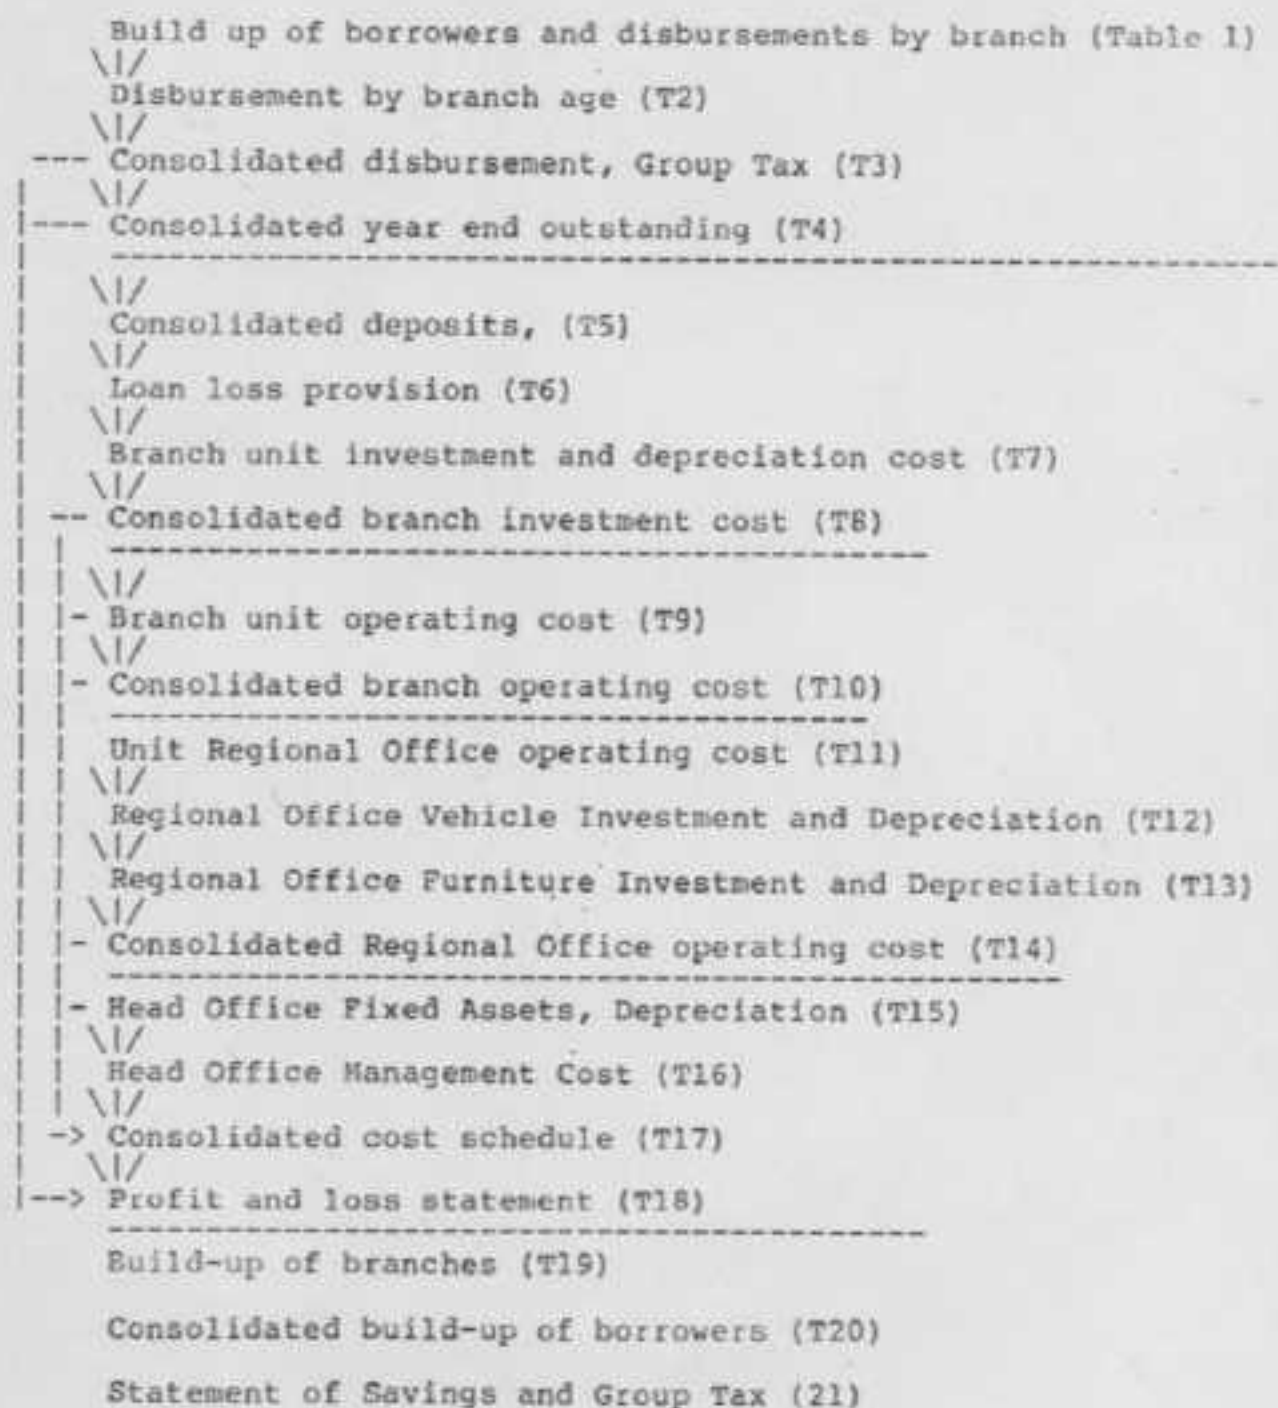 Build up of borrowers and disbursements by branch (Table 1)
\|/
Disbursement by branch age (T2)
\|/
--- Consolidated disbursement, Group Tax (T3)
| \|/
|--- Consolidated year end outstanding (T4)
| ------------------------------------------------------------
| \|/
| Consolidated deposits, (T5)
| \|/
| Loan loss provision (T6)
| \|/
| Branch unit investment and depreciation cost (T7)
| \|/
| -- Consolidated branch investment cost (T8)
| | ------------------------------------------
| | \|/
| |- Branch unit operating cost (T9)
| | \|/
| |- Consolidated branch operating cost (T10)
| | ---------------------------------------
| | Unit Regional Office operating cost (T11)
| | \|/
| | Regional Office Vehicle Investment and Depreciation (T12)
| | \|/
| | Regional Office Furniture Investment and Depreciation (T13)
| | \|/
| |- Consolidated Regional Office operating cost (T14)
| | -------------------------------------------------
| |- Head Office Fixed Assets, Depreciation (T15)
| | \|/
| | Head Office Management Cost (T16)
| | \|/
| -> Consolidated cost schedule (T17)
| \|/
|--> Profit and loss statement (T18)
------------------------------------------
Build-up of branches (T19)
Consolidated build-up of borrowers (T20)
Statement of Savings and Group Tax (21)